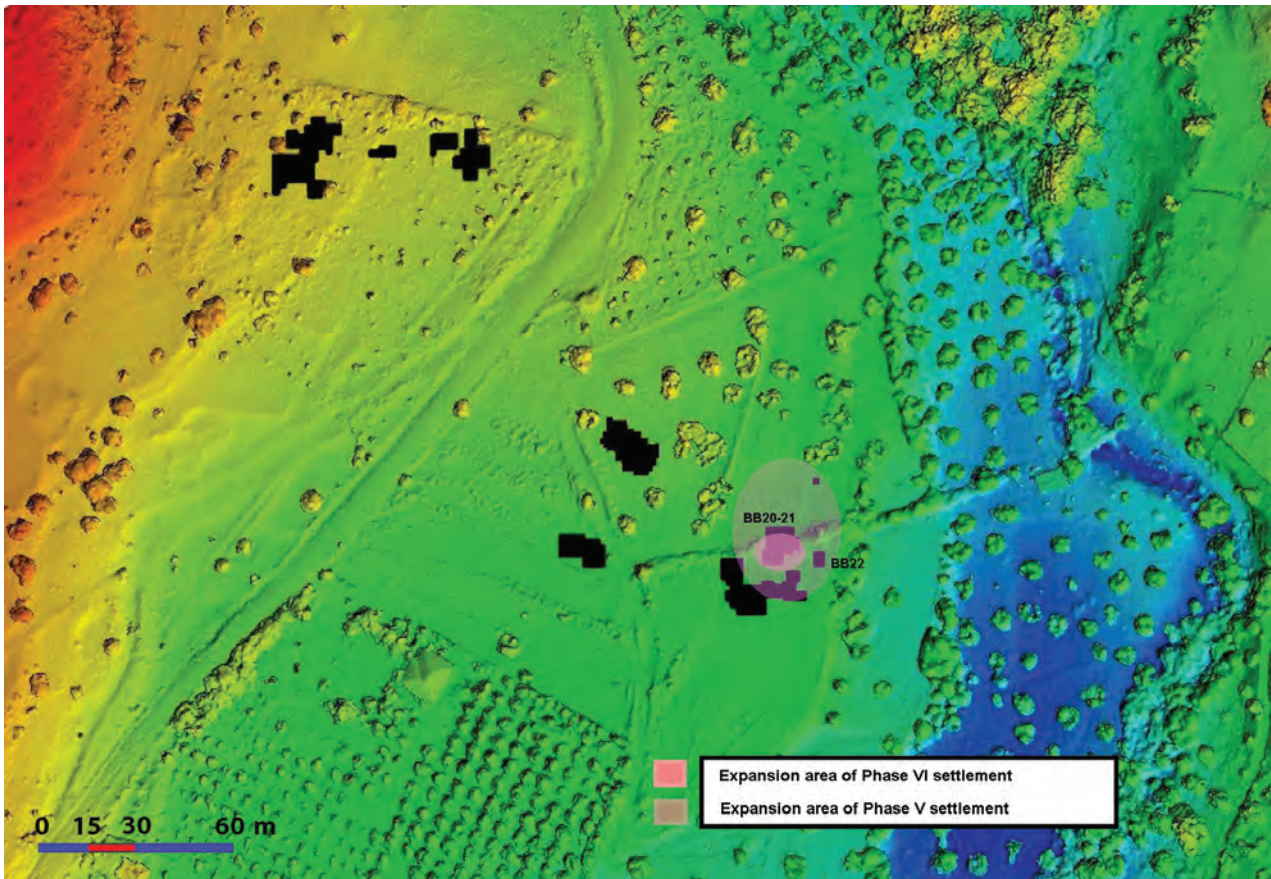 BB20-21
BB22
Expansion area of Phase VI settlement
Expansion area of Phase V settlement
0 15 30 60 m